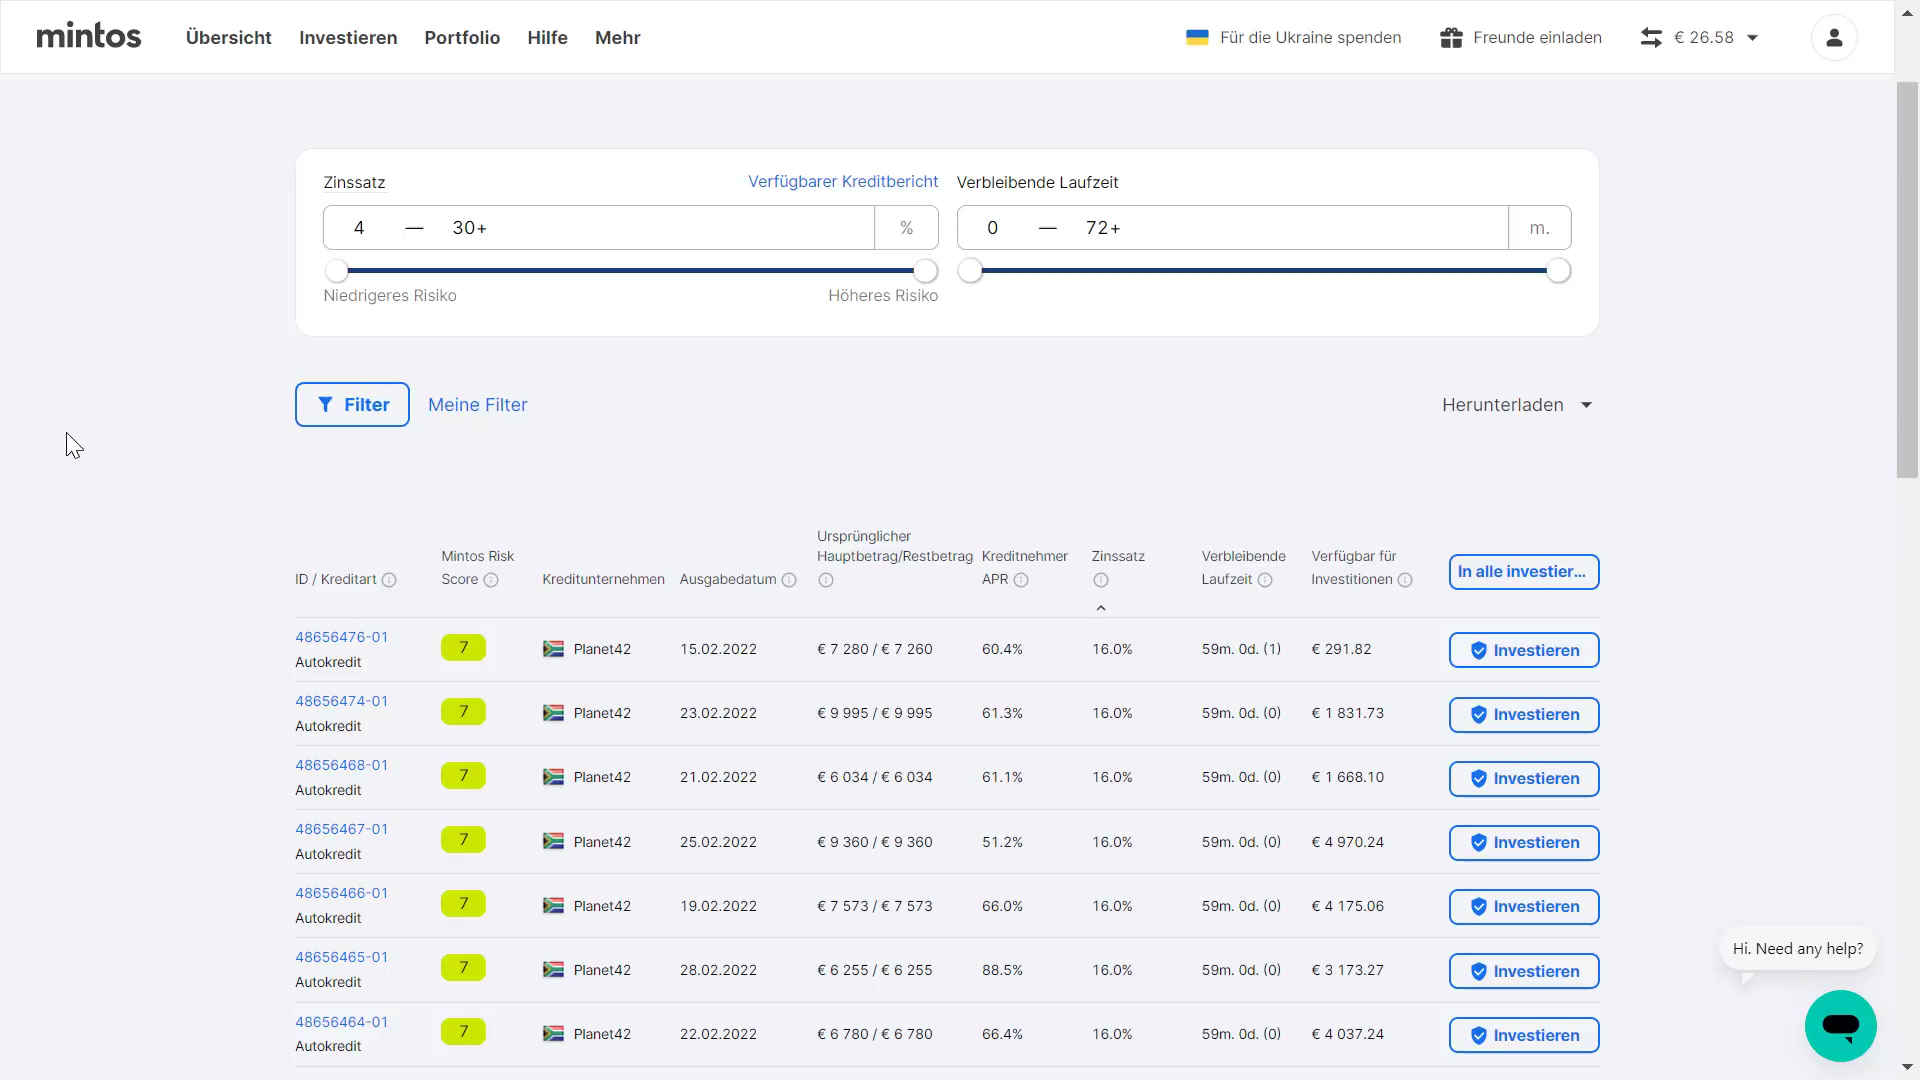 mintos Übersicht Investieren Portfolio Hilfe Mehr Für die Ukraine spenden Freunde einladen € 26.58
Zinssatz Verfügbarer Kreditbericht Verbleibende Laufzeit
4 — 30+ % 0 — 72+ m.
Niedrigeres Risiko Höheres Risiko
Filter Meine Filter Herunterladen
Ursprünglicher
Mintos Risk Hauptbetrag/Restbetrag Kreditnehmer Zinssatz Verbleibende Verfügbar für
In alle investier...
ID / Kreditart Score Kreditunternehmen Ausgabedatum APR Laufzeit Investitionen
48656476-01
7 Planet42 15.02.2022 € 7 280 / € 7 260 60.4% 16.0% 59m. 0d. (1) € 291.82 Investieren
Autokredit
48656474-01
7 Planet42 23.02.2022 € 9 995 / € 9 995 61.3% 16.0% 59m. 0d. (0) € 1 831.73 Investieren
Autokredit
48656468-01
7 Planet42 21.02.2022 € 6 034 / € 6 034 61.1% 16.0% 59m. 0d. (0) € 1 668.10 Investieren
Autokredit
48656467-01
7 Planet42 25.02.2022 € 9 360 / € 9 360 51.2% 16.0% 59m. 0d. (0) € 4 970.24 Investieren
Autokredit
48656466-01
7 Planet42 19.02.2022 € 7 573 / € 7 573 66.0% 16.0% 59m. 0d. (0) € 4 175.06 Investieren
Autokredit
Hi. Need any help?
48656465-01
7 Planet42 28.02.2022 € 6 255 / € 6 255 88.5% 16.0% 59m. 0d. (0) € 3 173.27 Investieren
Autokredit
48656464-01
7 Planet42 22.02.2022 € 6 780 / € 6 780 66.4% 16.0% 59m. 0d. (0) € 4 037.24 Investieren
Autokredit